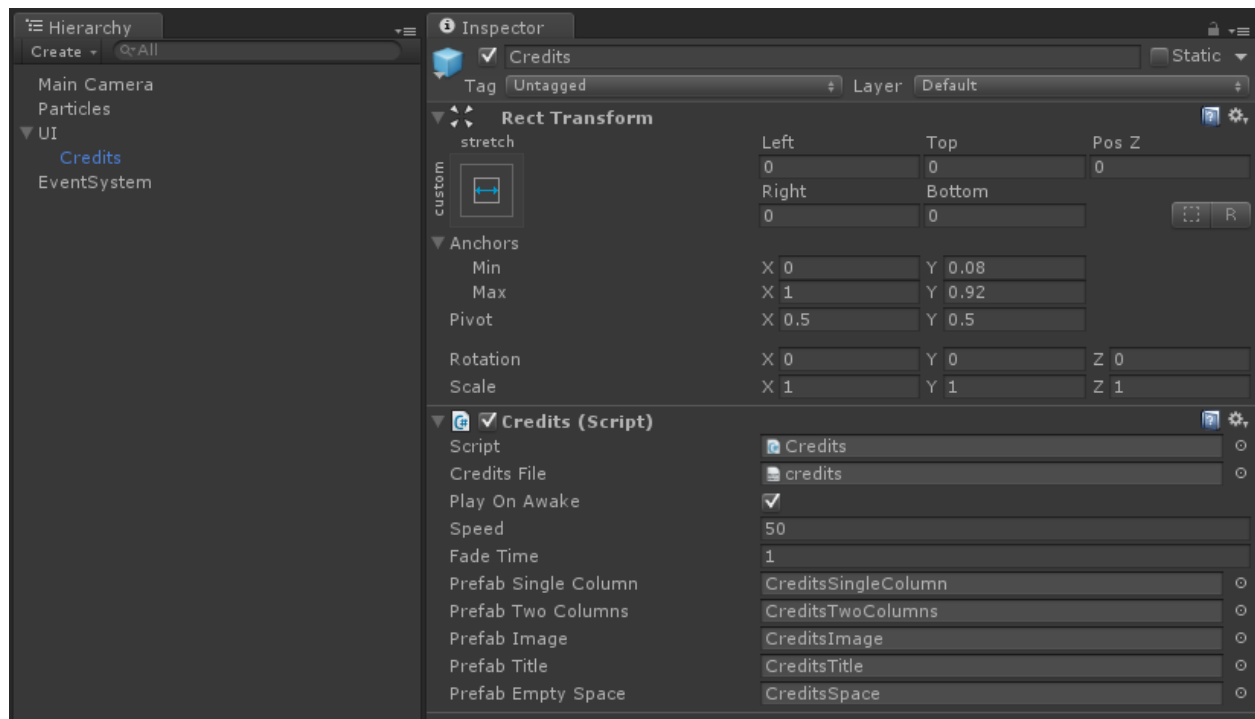 Hierarchy
Create
All
Main Camera
Particles
UI
Credits
EventSystem
Inspector
Credits
Static
Tag Untagged Layer Default
Rect Transform
stretch
custom
Left Top Pos Z
0 0 0
Right Bottom
0 0
R
Anchors
Min X 0 Y 0.08
Max X 1 Y 0.92
Pivot X 0.5 Y 0.5
Rotation X 0 Y 0 Z 0
Scale X 1 Y 1 Z 1
C# Credits (Script)
Script Credits
Credits File credits
Play On Awake
Speed 50
Fade Time 1
Prefab Single Column CreditsSingleColumn
Prefab Two Columns CreditsTwoColumns
Prefab Image CreditsImage
Prefab Title CreditsTitle
Prefab Empty Space CreditsSpace